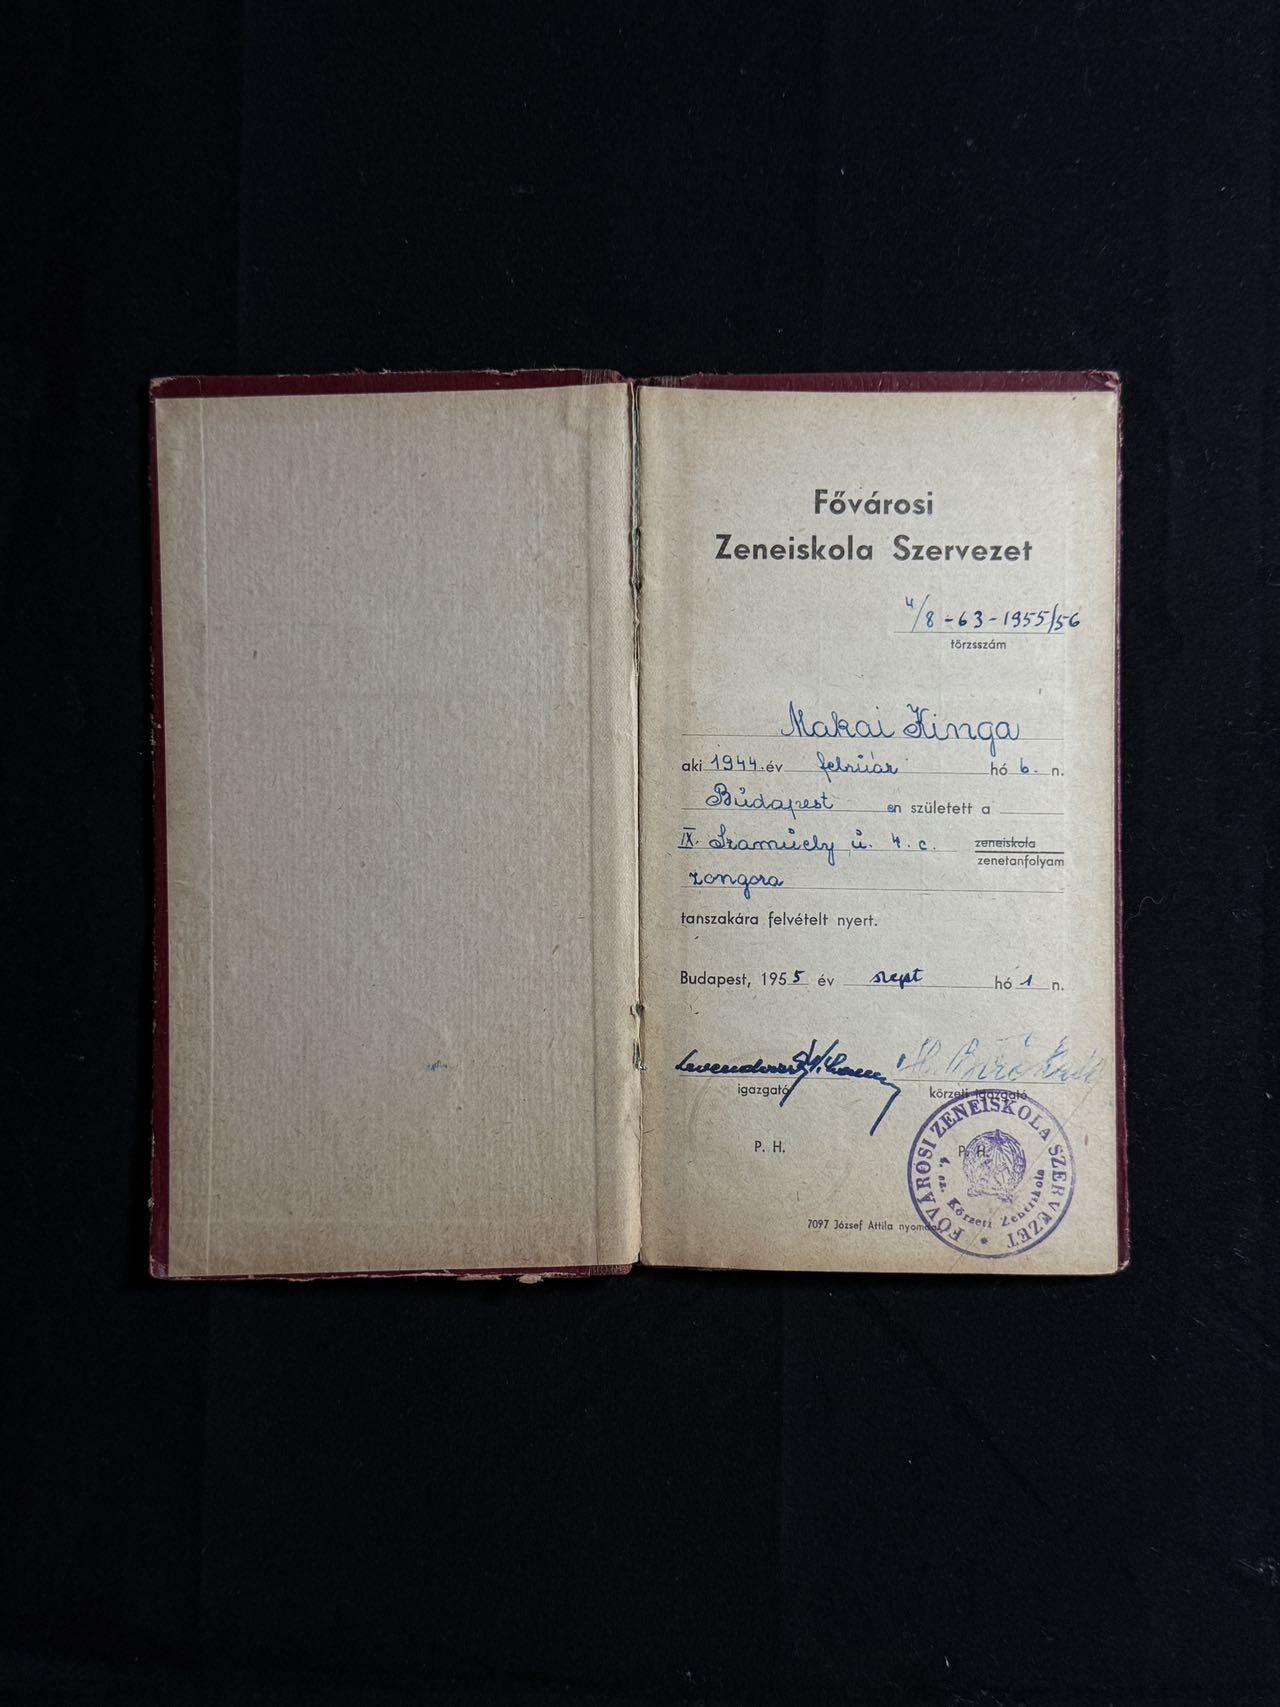 Fővárosi
Zeneiskola Szervezet
4/8-63-1955/56
törzsszám
Makai Kinga
aki 1944. év február hó 6. n.
Budapest en született a
IX. Szamuely u. 4. c. zeneiskola
zenetanfolyam
zongora
tanszakára felvételt nyert.
Budapest, 1955 év szept hó 1 n.
igazgató
körzeti igazgató
P. H.
P. H.
FŐVÁROSI ZENEISKOLA SZERVEZET
4. sz. Körzeti Zeneiskola
7097 József Attila nyomda